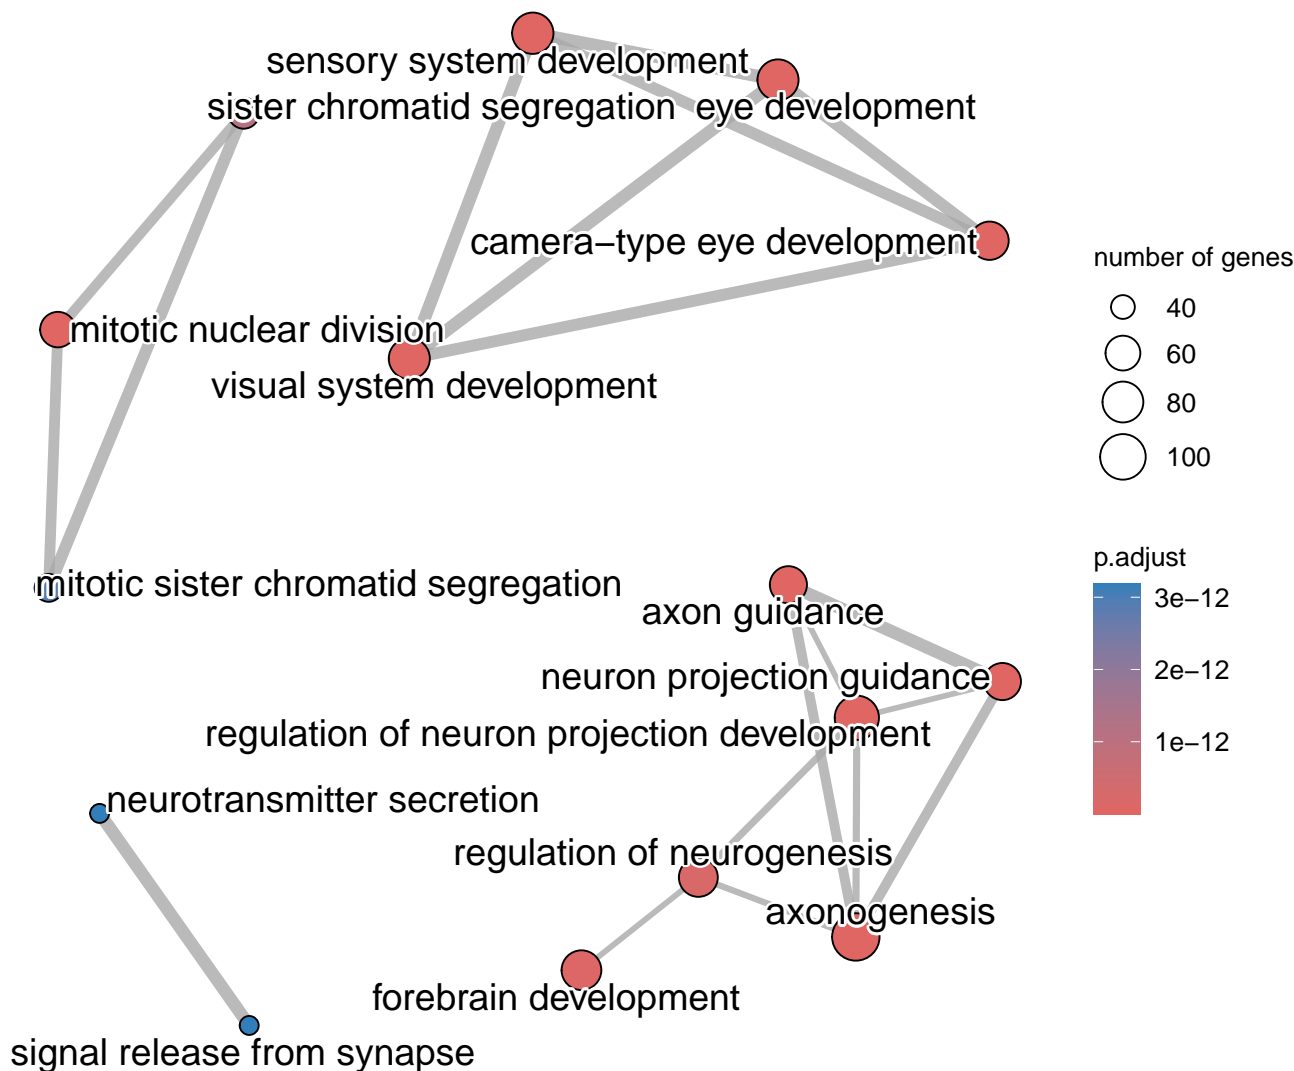 sensory system development
sister chromatid segregation
eye development
camera−type eye development
mitotic nuclear division
visual system development
mitotic sister chromatid segregation
axon guidance
neuron projection guidance
regulation of neuron projection development
neurotransmitter secretion
regulation of neurogenesis
axonogenesis
forebrain development
signal release from synapse
number of genes
40
60
80
100
p.adjust
3e−12
2e−12
1e−12